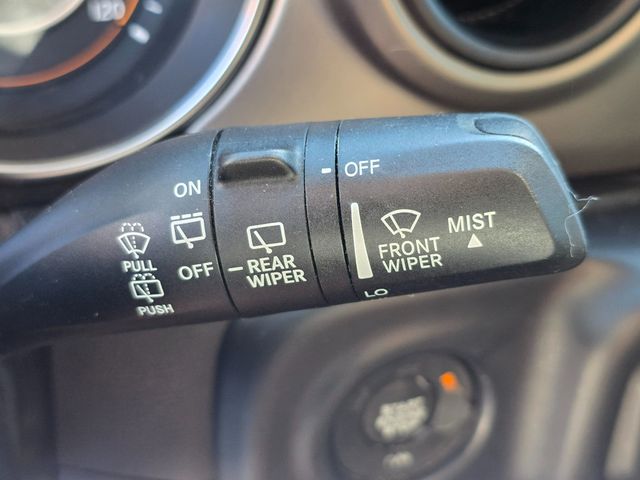 120
ON
OFF
PULL
PUSH
REAR
WIPER
OFF
FRONT
WIPER
MIST
LO